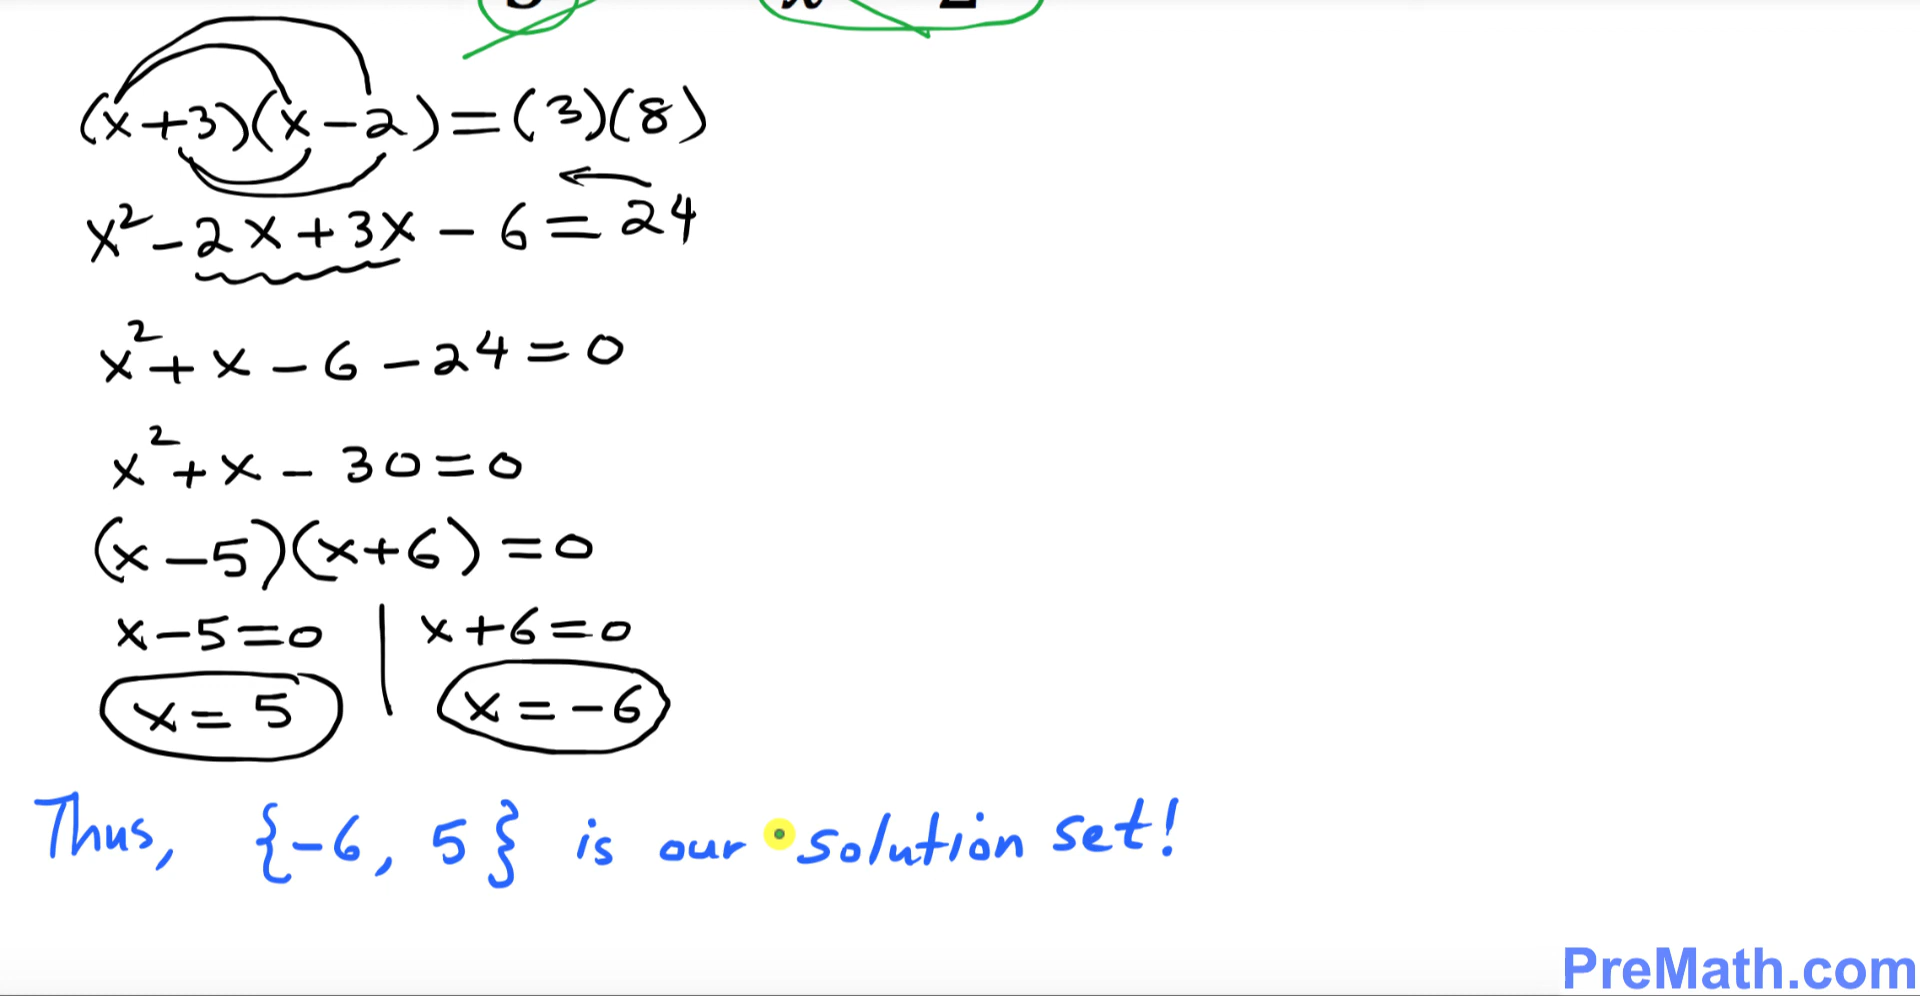 (x+3)(x-2)=(3)(8)
x²-2x+3x-6=24
x²+x-6-24=0
x²+x-30=0
(x-5)(x+6)=0
x-5=0 | x+6=0
x=5 x=-6
Thus, {-6, 5} is our solution set!
PreMath.com